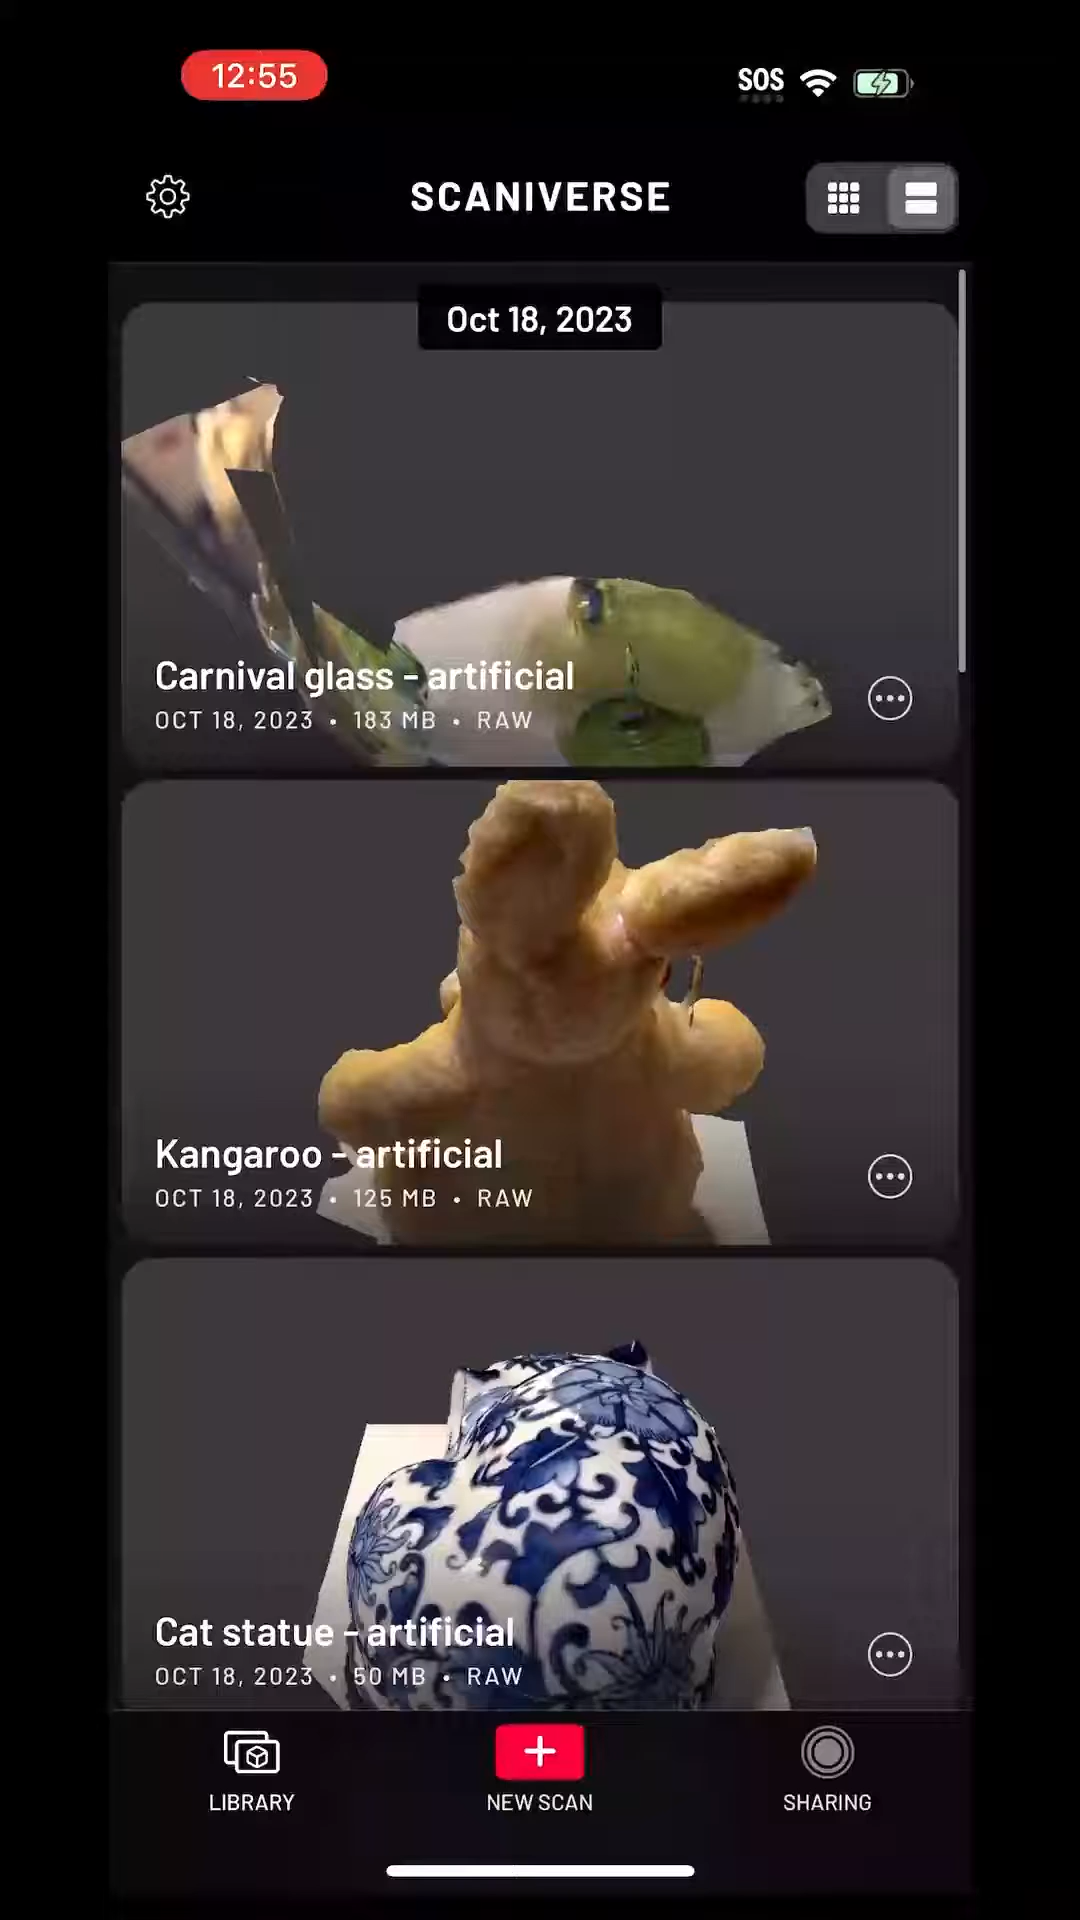 12:55
SOS
SCANIVERSE
Oct 18, 2023
Carnival glass - artificial
OCT 18, 2023 • 183 MB • RAW
Kangaroo - artificial
OCT 18, 2023 • 125 MB • RAW
Cat statue - artificial
OCT 18, 2023 • 50 MB • RAW
LIBRARY
NEW SCAN
SHARING